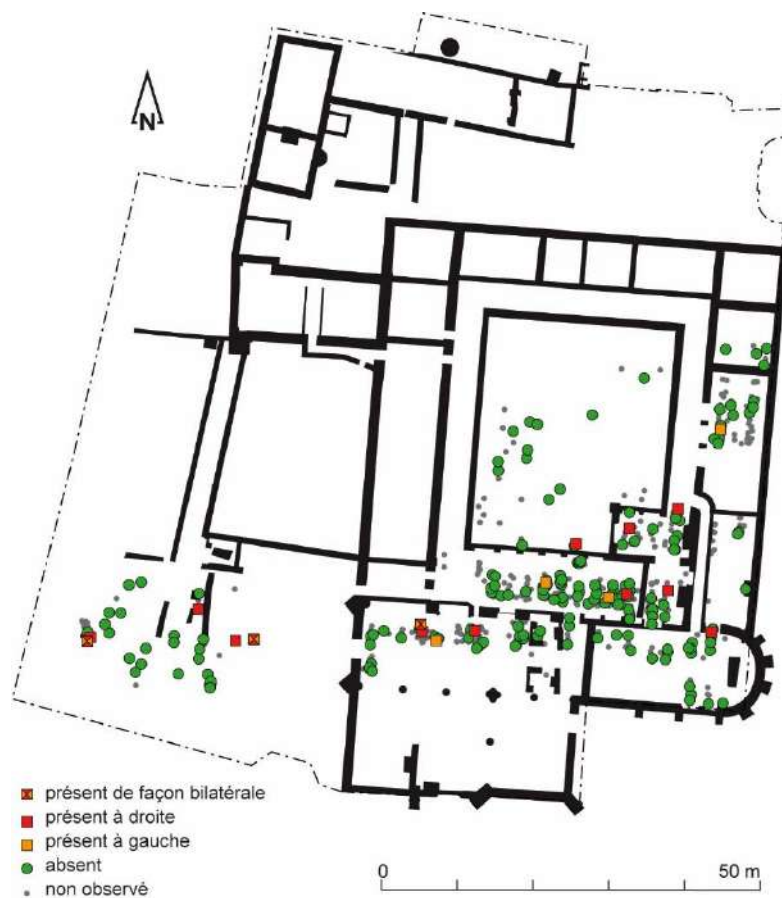 N
présent de façon bilatérale
présent à droite
présent à gauche
absent
non observé
0 50 m